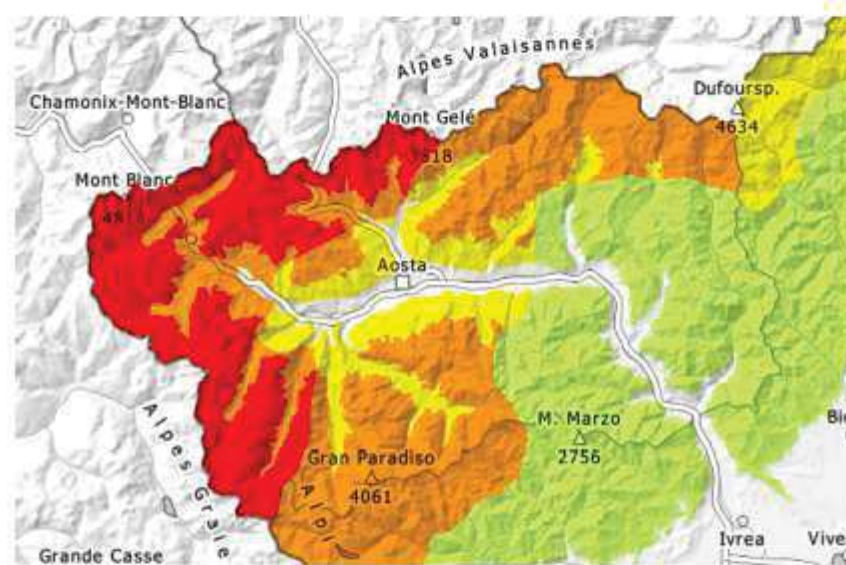 Alpes Valaisannes
Dufoursp.
4634
Chamonix-Mont-Blanc
Mont Gelé
Mont Blanc
Aosta
M. Marzo
2756
Gran Paradiso
4061
Alpes Graie
Alpi
Ivrea
Grande Casse